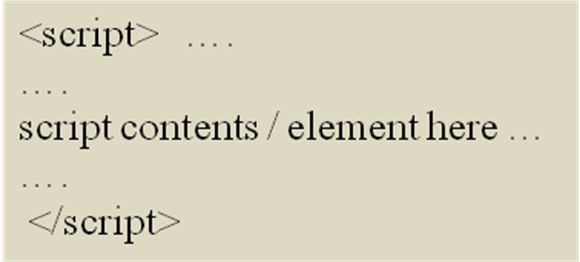 <script> ....
....
script contents / element here ...
....
</script>